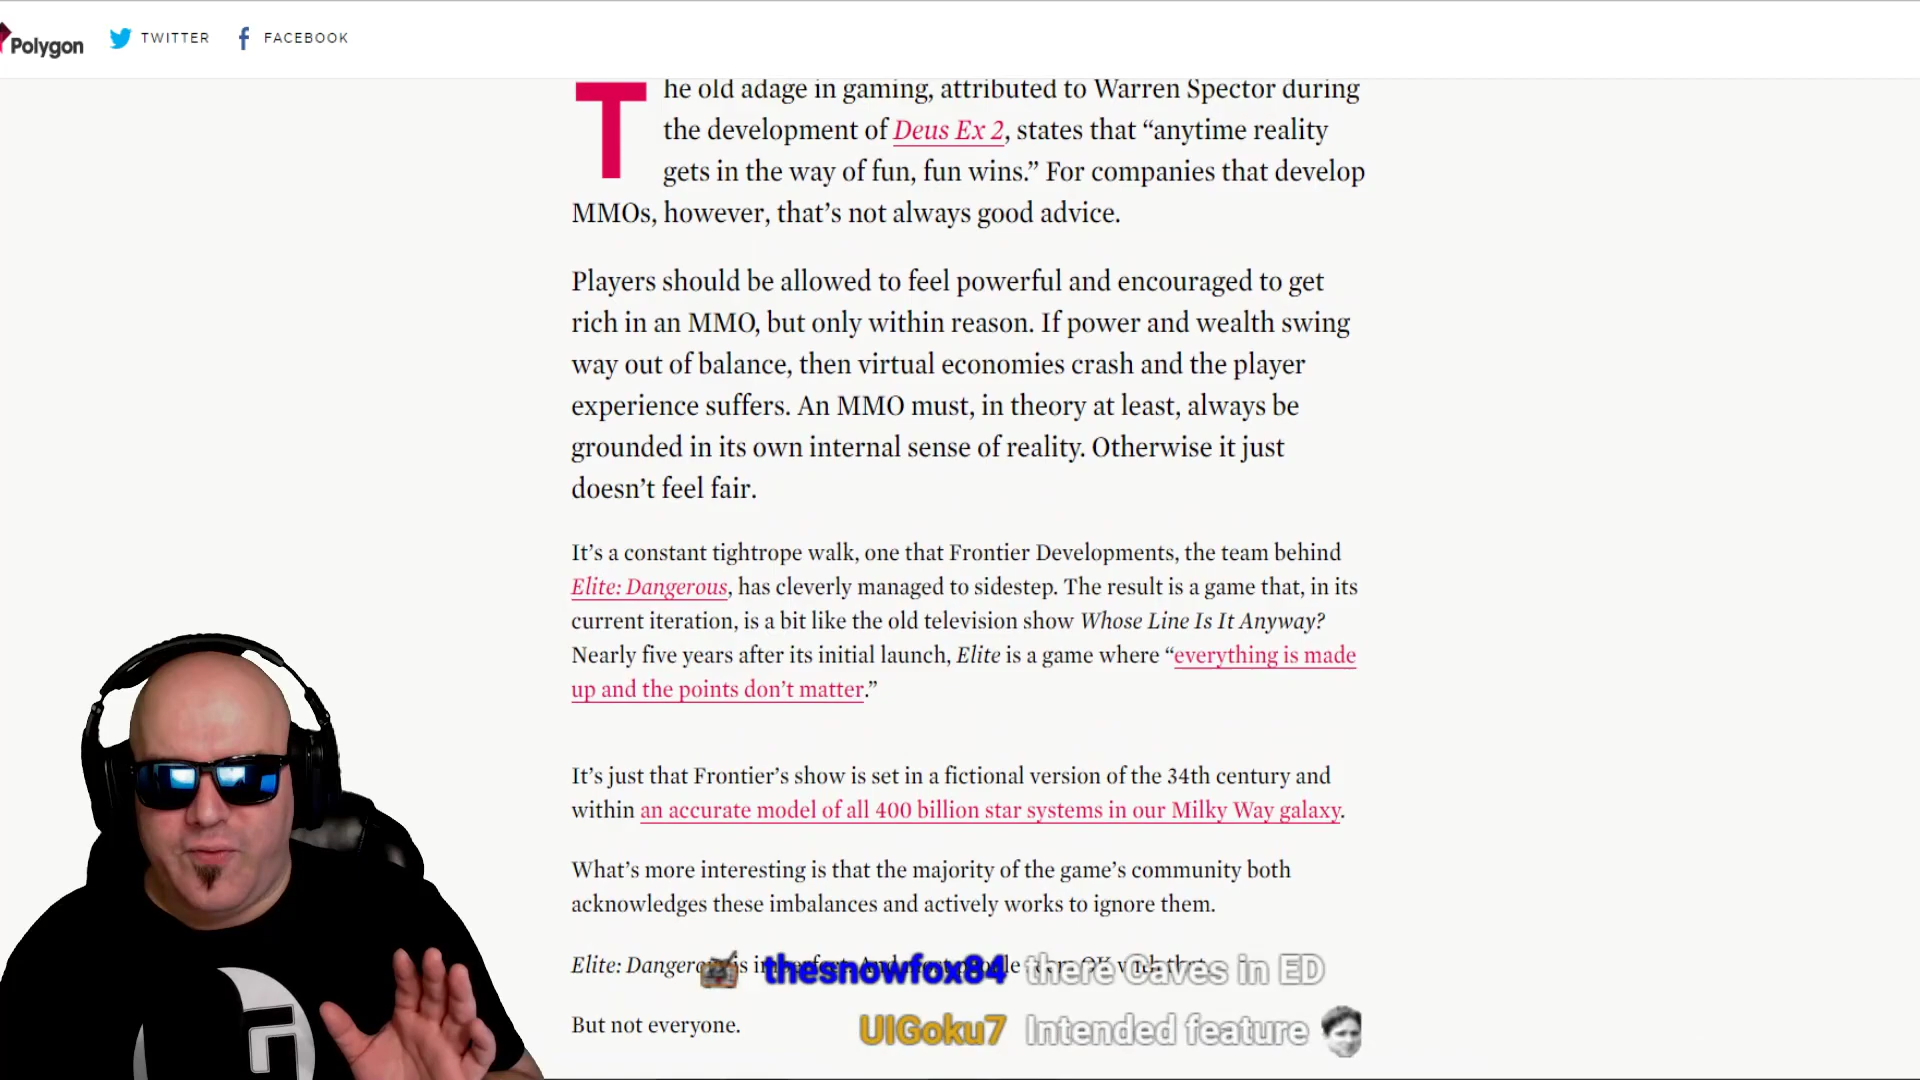 Polygon TWITTER FACEBOOK
The old adage in gaming, attributed to Warren Spector during
the development of Deus Ex 2, states that “anytime reality
gets in the way of fun, fun wins.” For companies that develop
MMOs, however, that’s not always good advice.
Players should be allowed to feel powerful and encouraged to get
rich in an MMO, but only within reason. If power and wealth swing
way out of balance, then virtual economies crash and the player
experience suffers. An MMO must, in theory at least, always be
grounded in its own internal sense of reality. Otherwise it just
doesn’t feel fair.
It’s a constant tightrope walk, one that Frontier Developments, the team behind
Elite: Dangerous, has cleverly managed to sidestep. The result is a game that, in its
current iteration, is a bit like the old television show Whose Line Is It Anyway?
Nearly five years after its initial launch, Elite is a game where “everything is made
up and the points don’t matter.”
It’s just that Frontier’s show is set in a fictional version of the 34th century and
within an accurate model of all 400 billion star systems in our Milky Way galaxy.
What’s more interesting is that the majority of the game’s community both
acknowledges these imbalances and actively works to ignore them.
Elite: Dangerous is
thesnowfox84 there Caves in ED
But not everyone.
UIGoku7 Intended feature